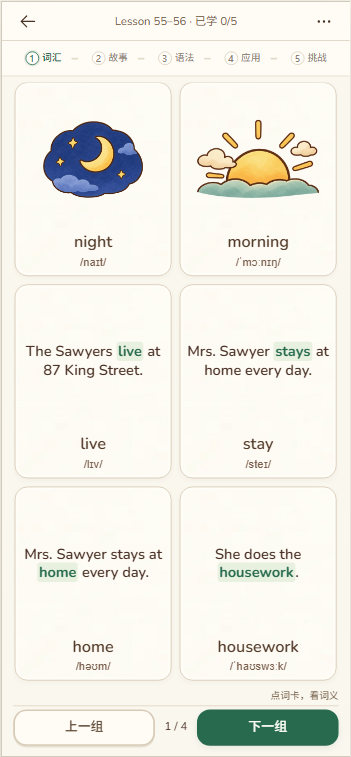 Lesson 55-56 · 已学 0/5
1 词汇 2 故事 3 语法 4 应用 5 挑战
night
/naɪt/
morning
/ˈmɔːnɪŋ/
The Sawyers live at
87 King Street.
live
/lɪv/
Mrs. Sawyer stays at
home every day.
stay
/steɪ/
Mrs. Sawyer stays at
home every day.
home
/həʊm/
She does the
housework.
housework
/ˈhaʊswɜːk/
点词卡，看词义
上一组
1 / 4
下一组